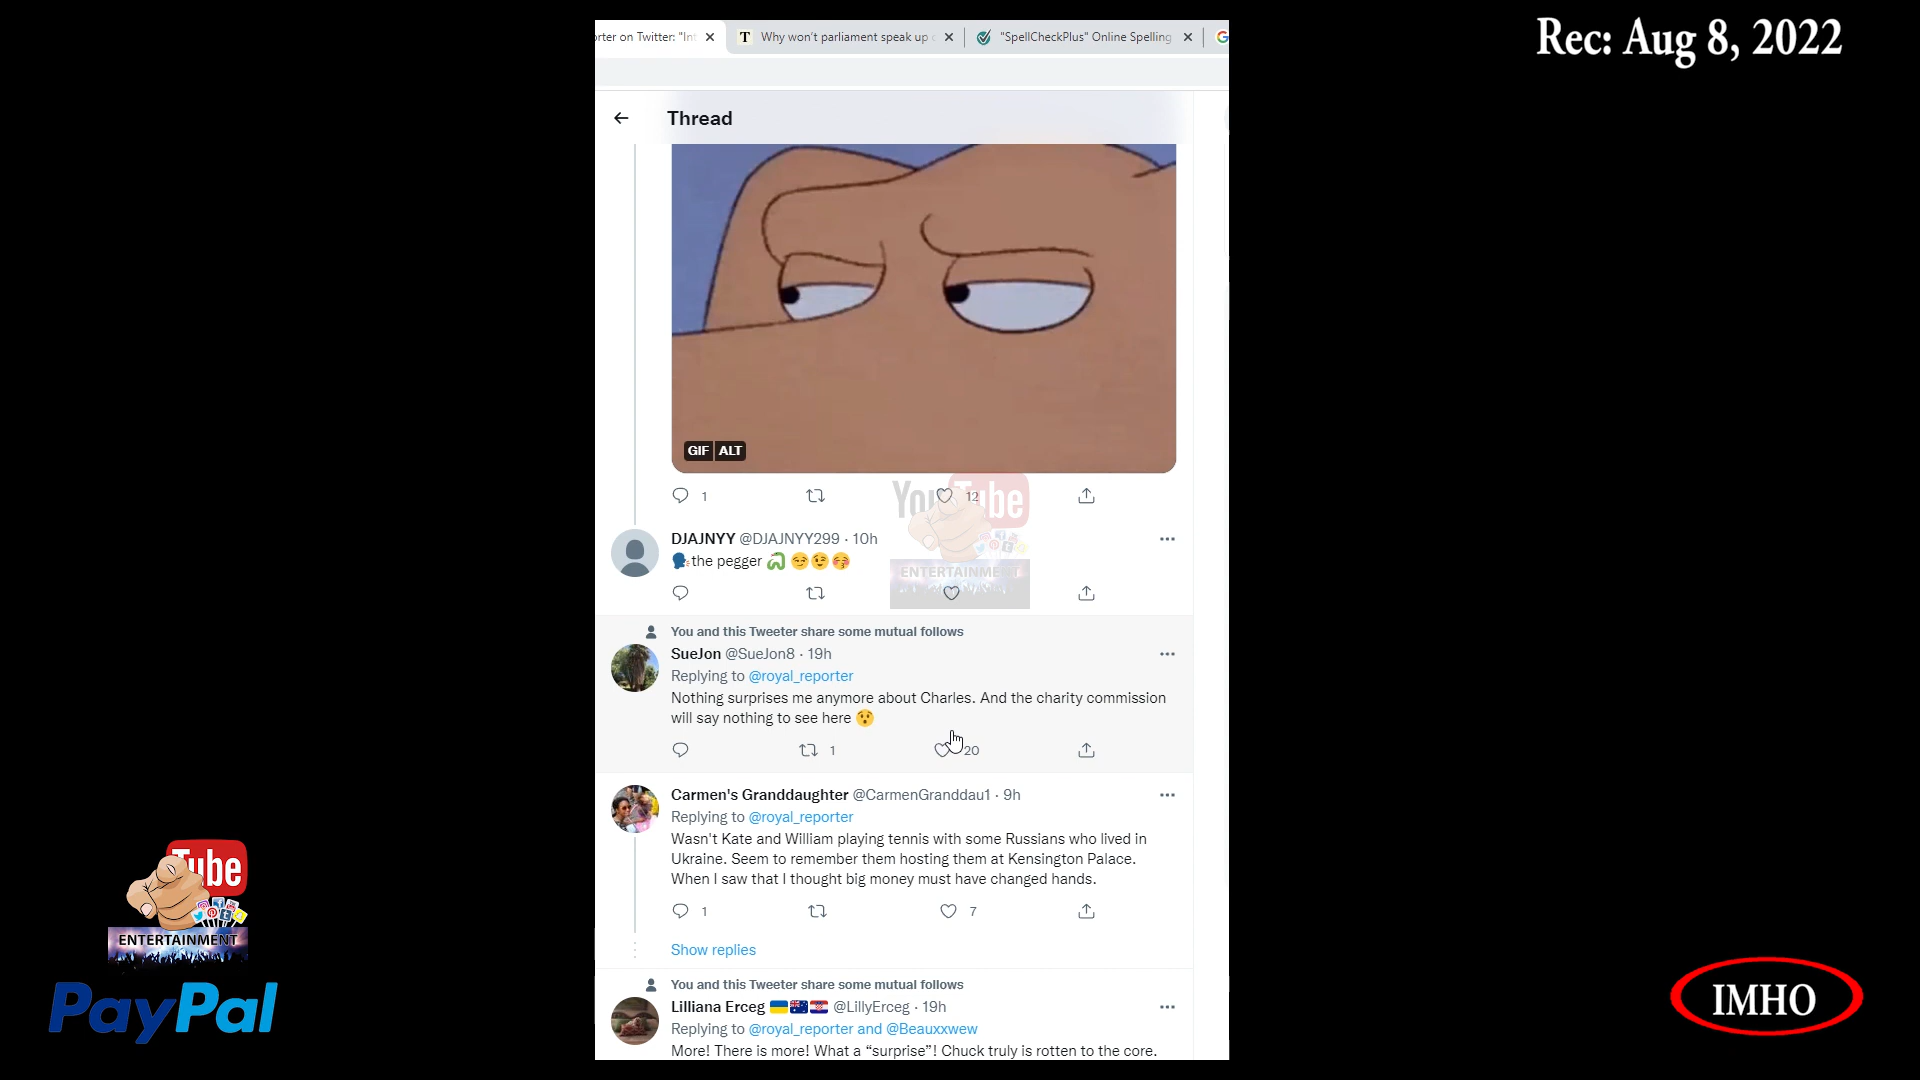 Rec: Aug 8, 2022
orter on Twitter: "Int
T Why won't parliament speak up
"SpellCheckPlus" Online Spelling
Thread
GIF ALT
1 12
DJAJNYY @DJAJNYY299 · 10h
🗣️the pegger 🐍 😏😉😚
You and this Tweeter share some mutual follows
SueJon @SueJon8 · 19h
Replying to @royal_reporter
Nothing surprises me anymore about Charles. And the charity commission
will say nothing to see here 😯
1 20
Carmen's Granddaughter @CarmenGranddau1 · 9h
Replying to @royal_reporter
Wasn't Kate and William playing tennis with some Russians who lived in
Ukraine. Seem to remember them hosting them at Kensington Palace.
When I saw that I thought big money must have changed hands.
1 7
Show replies
You and this Tweeter share some mutual follows
Lilliana Erceg 🇺🇦🇦🇺🇭🇷 @LillyErceg · 19h
Replying to @royal_reporter and @Beauxxwew
More! There is more! What a “surprise”! Chuck truly is rotten to the core.
YouTube
ENTERTAINMENT
Tube
ENTERTAINMENT
PayPal
IMHO